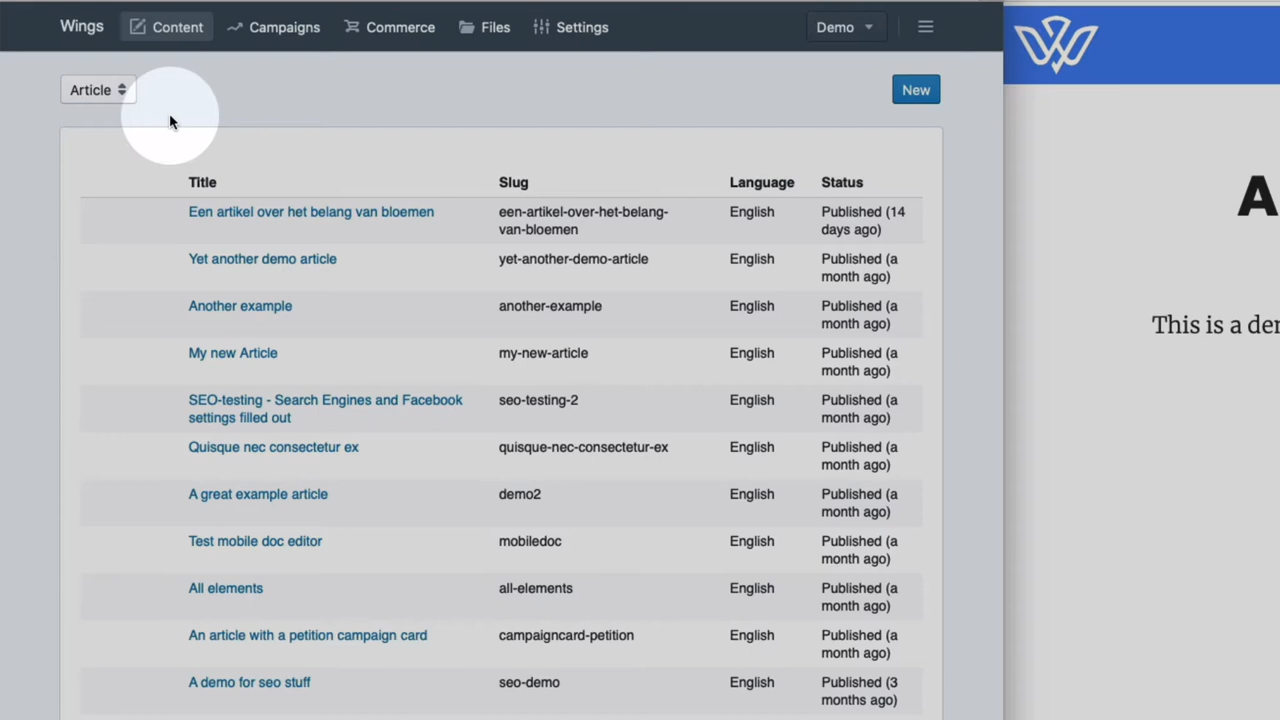 Wings Content Campaigns Commerce Files Settings Demo
Article New
Title Slug Language Status
Een artikel over het belang van bloemen een-artikel-over-het-belang- English Published (14
van-bloemen days ago)
Yet another demo article yet-another-demo-article English Published (a
month ago)
Another example another-example English Published (a
month ago)
My new Article my-new-article English Published (a
month ago)
SEO-testing - Search Engines and Facebook seo-testing-2 English Published (a
settings filled out month ago)
Quisque nec consectetur ex quisque-nec-consectetur-ex English Published (a
month ago)
A great example article demo2 English Published (a
month ago)
Test mobile doc editor mobiledoc English Published (a
month ago)
All elements all-elements English Published (a
month ago)
An article with a petition campaign card campaigncard-petition English Published (a
month ago)
A demo for seo stuff seo-demo English Published (3
months ago)
A
This is a